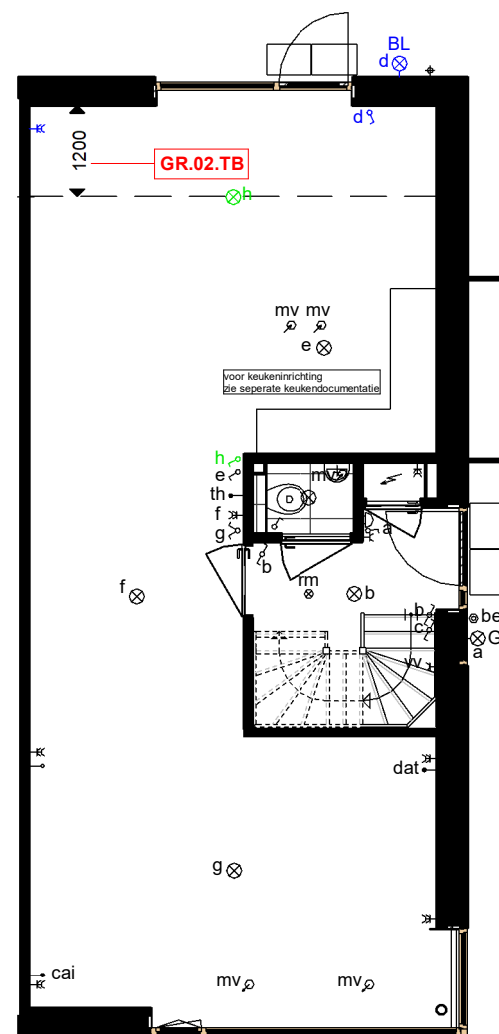 BL
d
d
1200
GR.02.TB
h
mv mv
e
voor keukeninrichting
zie seperate keukendocumentatie
h
e
mv
th
D
f
g
a
b
f
rm
b
b
be
c
G
a
vv
dat
g
cai
mv
mv